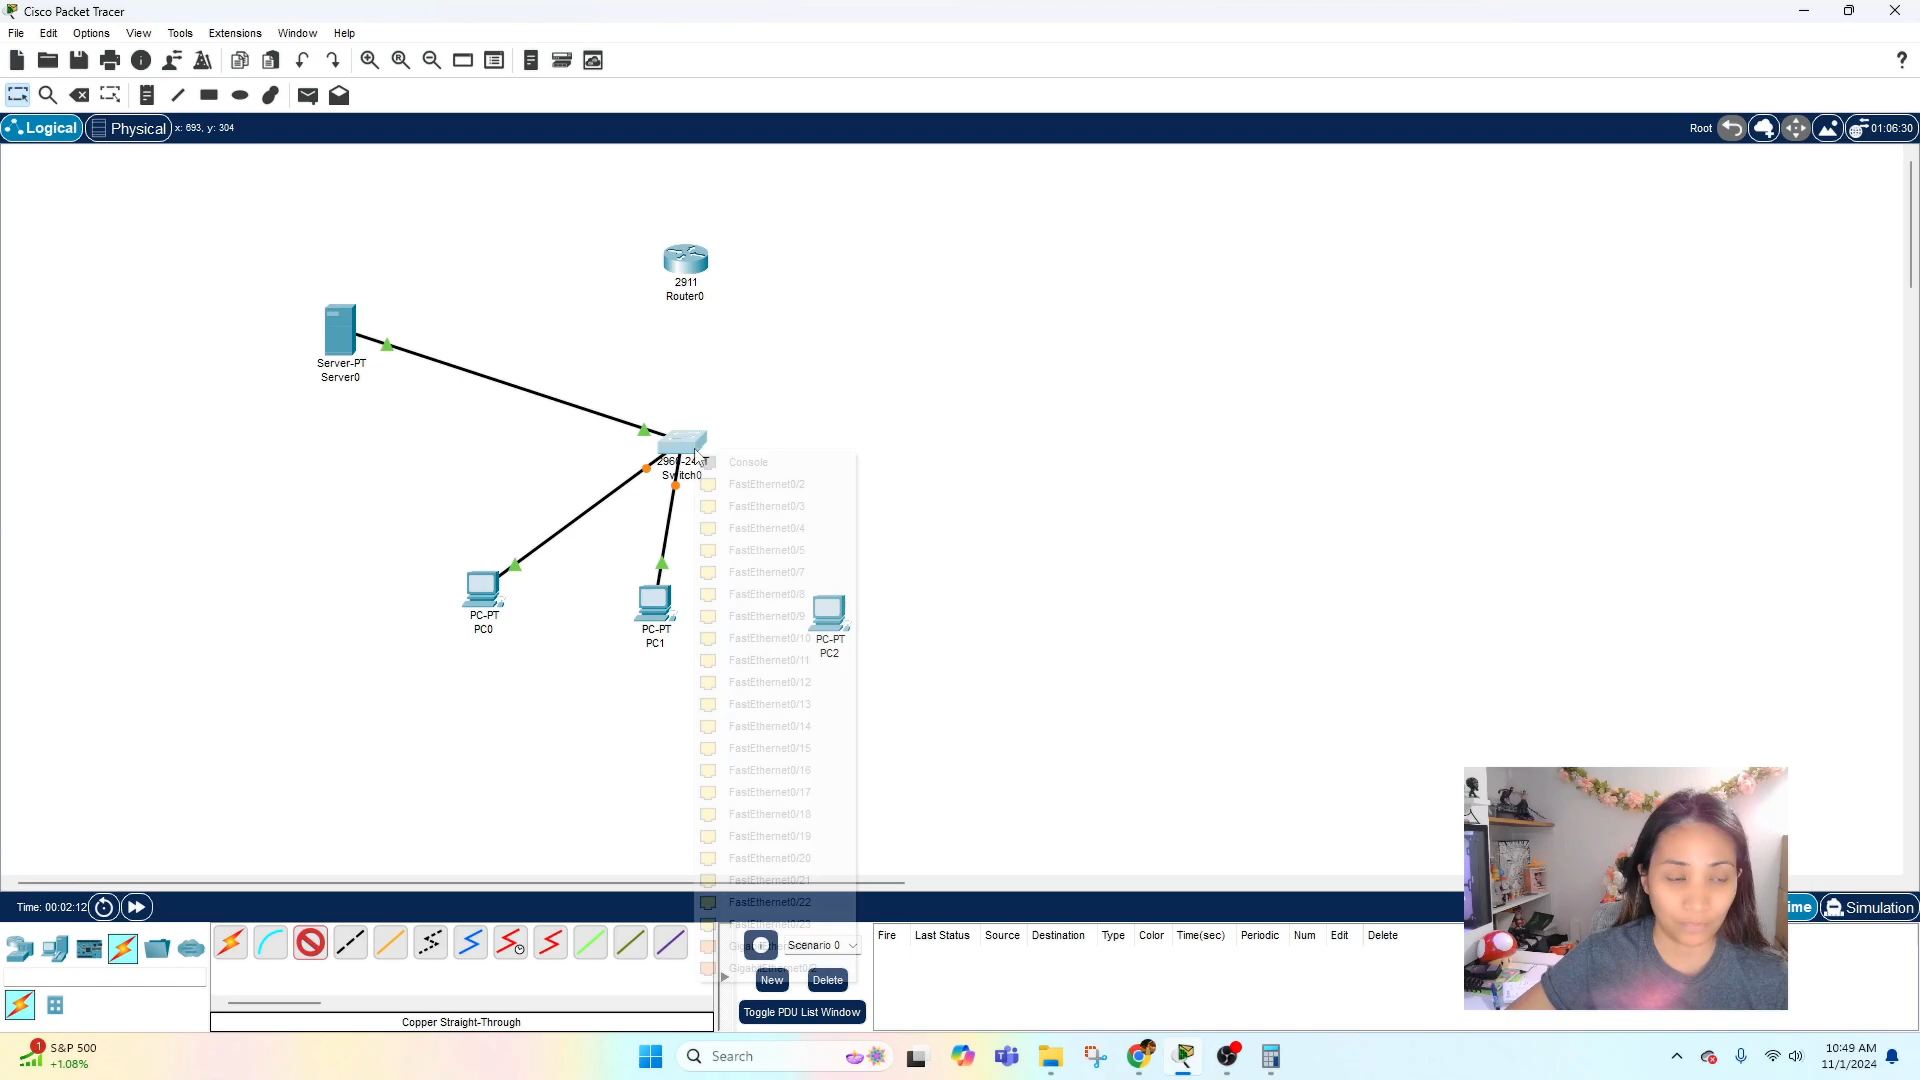 Cisco Packet Tracer
File Edit Options View Tools Extensions Window Help
Logical Physical x: 693, y: 304
Root 01:06:30
2911
Router0
Server-PT
Server0
Switch0
Console
FastEthernet0/2
FastEthernet0/3
FastEthernet0/4
FastEthernet0/5
FastEthernet0/7
FastEthernet0/8
FastEthernet0/9
FastEthernet0/10
FastEthernet0/11
FastEthernet0/12
FastEthernet0/13
FastEthernet0/14
FastEthernet0/15
FastEthernet0/16
FastEthernet0/17
FastEthernet0/18
FastEthernet0/19
FastEthernet0/20
FastEthernet0/21
FastEthernet0/22
FastEthernet0/23
PC-PT
PC0
PC-PT
PC1
PC-PT
PC2
Time: 00:02:12
Simulation
Scenario 0
New Delete
Toggle PDU List Window
Fire Last Status Source Destination Type Color Time(sec) Periodic Num Edit Delete
Copper Straight-Through
1
S&P 500
+1.08%
Search
10:49 AM
11/1/2024